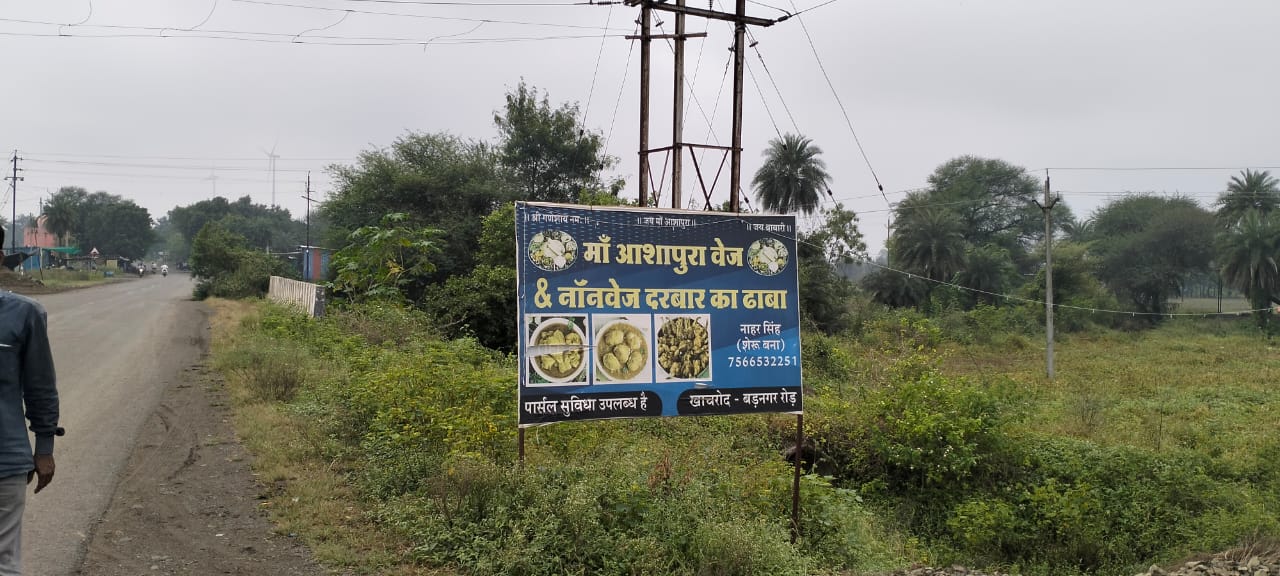 ॥ श्री गणेशाय नमः ॥ ॥ जय माँ आशापुरा ॥ ॥ जय बाबारी ॥
माँ आशापुरा वेज
& नॉनवेज दरबार का ढाबा
नाहर सिंह
(शेरू बना)
7566532251
पार्सल सुविधा उपलब्ध है
खाचरोद - बड़नगर रोड़